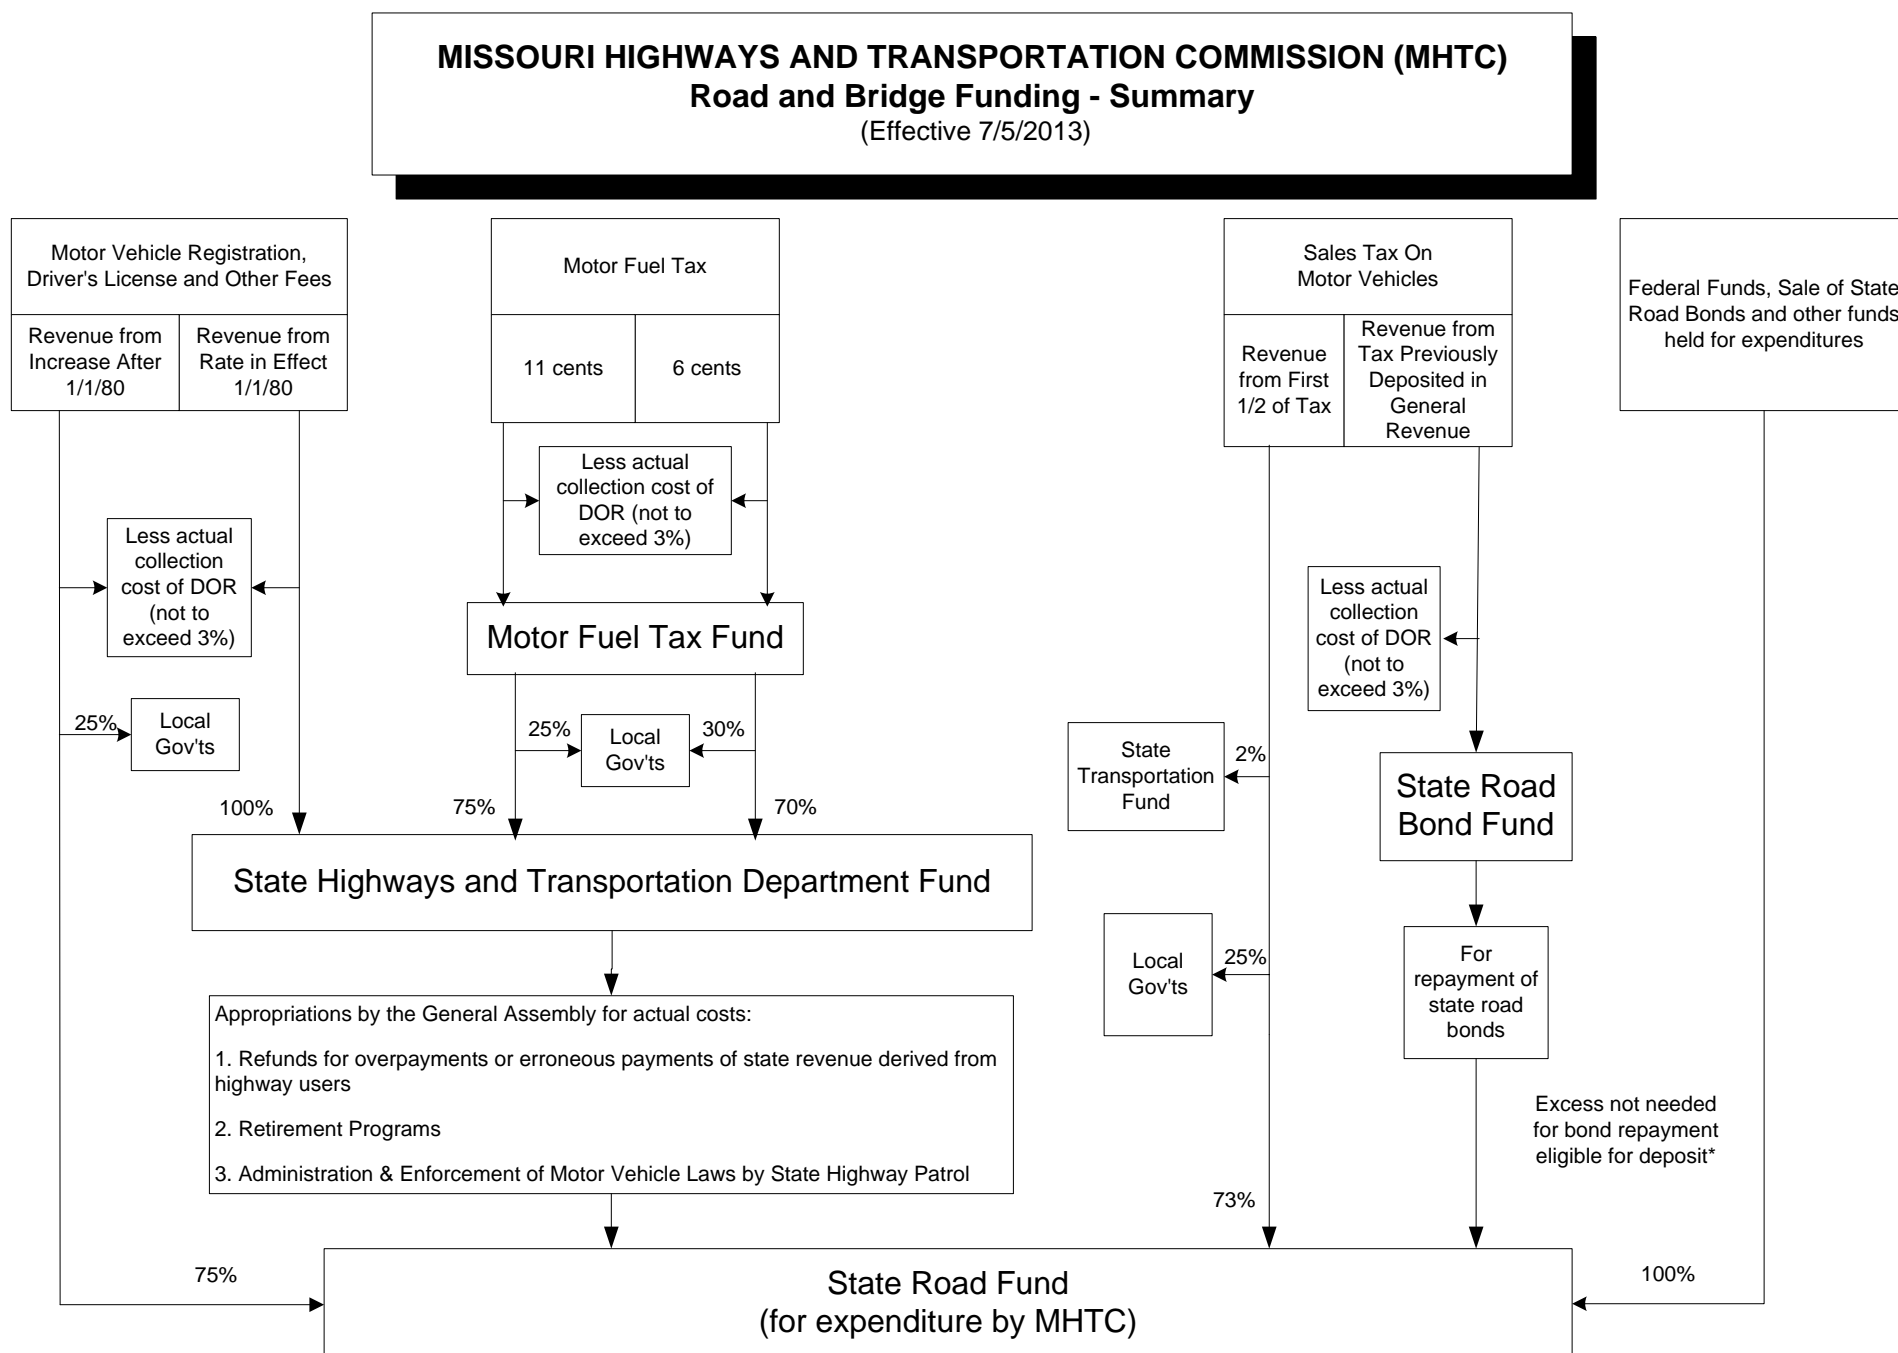 MISSOURI HIGHWAYS AND TRANSPORTATION COMMISSION (MHTC)
Road and Bridge Funding - Summary
(Effective 7/5/2013)
Motor Vehicle Registration,
Driver's License and Other Fees
Revenue from
Increase After
1/1/80
Revenue from
Rate in Effect
1/1/80
Motor Fuel Tax
11 cents
6 cents
Sales Tax On
Motor Vehicles
Revenue
from First
1/2 of Tax
Revenue from
Tax Previously
Deposited in
General
Revenue
Federal Funds, Sale of State
Road Bonds and other funds
held for expenditures
Less actual
collection
cost of DOR
(not to
exceed 3%)
Less actual
collection cost of
DOR (not to
exceed 3%)
Less actual
collection
cost of DOR
(not to
exceed 3%)
Motor Fuel Tax Fund
25%
Local
Gov'ts
25%
Local
Gov'ts
30%
State
Transportation
Fund
2%
State Road
Bond Fund
100%
75%
70%
State Highways and Transportation Department Fund
Local
Gov'ts
25%
For
repayment of
state road
bonds
Appropriations by the General Assembly for actual costs:
1. Refunds for overpayments or erroneous payments of state revenue derived from
highway users
2. Retirement Programs
3. Administration & Enforcement of Motor Vehicle Laws by State Highway Patrol
Excess not needed
for bond repayment
eligible for deposit*
73%
75%
100%
State Road Fund
(for expenditure by MHTC)